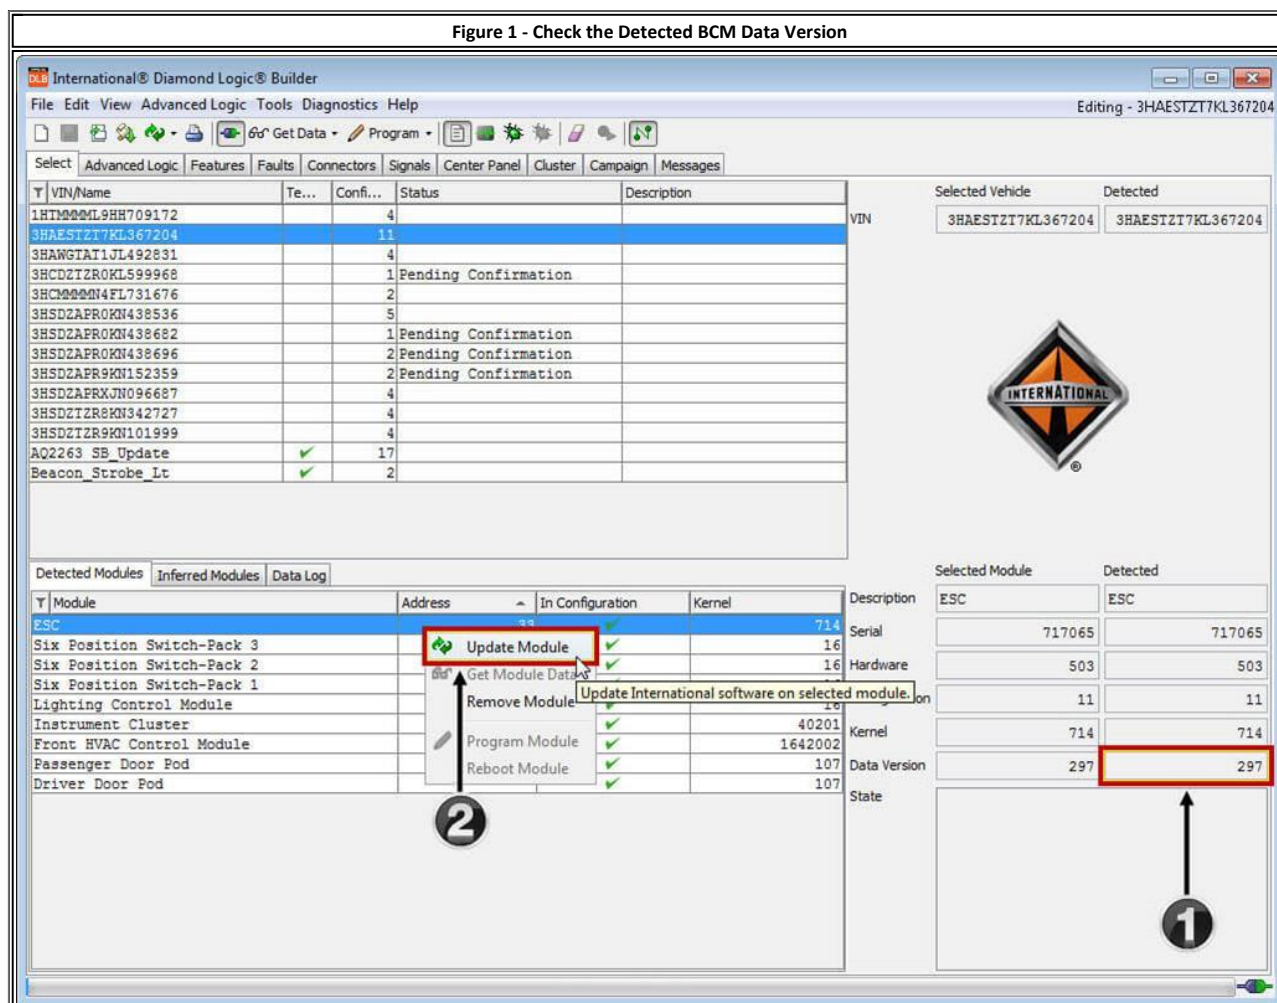 Figure 1 - Check the Detected BCM Data Version
DLB International® Diamond Logic® Builder
File Edit View Advanced Logic Tools Diagnostics Help Editing - 3HAESTZT7KL367204
Get Data Program
Select Advanced Logic Features Faults Connectors Signals Center Panel Cluster Campaign Messages
VIN/Name Te... Confi... Status Description
1HTMMMML9HH709172 4
3HAESTZT7KL367204 11
3HAWGTAT1JL492831 4
3HCDZTZR0KL599968 1 Pending Confirmation
3HCMMMMN4FL731676 2
3HSDZAPR0KN438536 5
3HSDZAPR0KN438682 1 Pending Confirmation
3HSDZAPR0KN438696 2 Pending Confirmation
3HSDZAPR9KN152359 2 Pending Confirmation
3HSDZAPRXJN096687 4
3HSDZTZR8KN342727 4
3HSDZTZR9KN101999 4
AQ2263 SB_Update 17
Beacon_Strobe_Lt 2
Selected Vehicle Detected
VIN 3HAESTZT7KL367204 3HAESTZT7KL367204
INTERNATIONAL
®
Detected Modules Inferred Modules Data Log
Module Address In Configuration Kernel
ESC 33 714
Six Position Switch-Pack 3 16
Six Position Switch-Pack 2 16
Six Position Switch-Pack 1
Lighting Control Module 16
Instrument Cluster 40201
Front HVAC Control Module 1642002
Passenger Door Pod 107
Driver Door Pod 107
Update Module
Get Module Data
Remove Module
Program Module
Reboot Module
Update International software on selected module.
2
Selected Module Detected
Description ESC ESC
Serial 717065 717065
Hardware 503 503
11 11
Kernel 714 714
Data Version 297 297
State
1